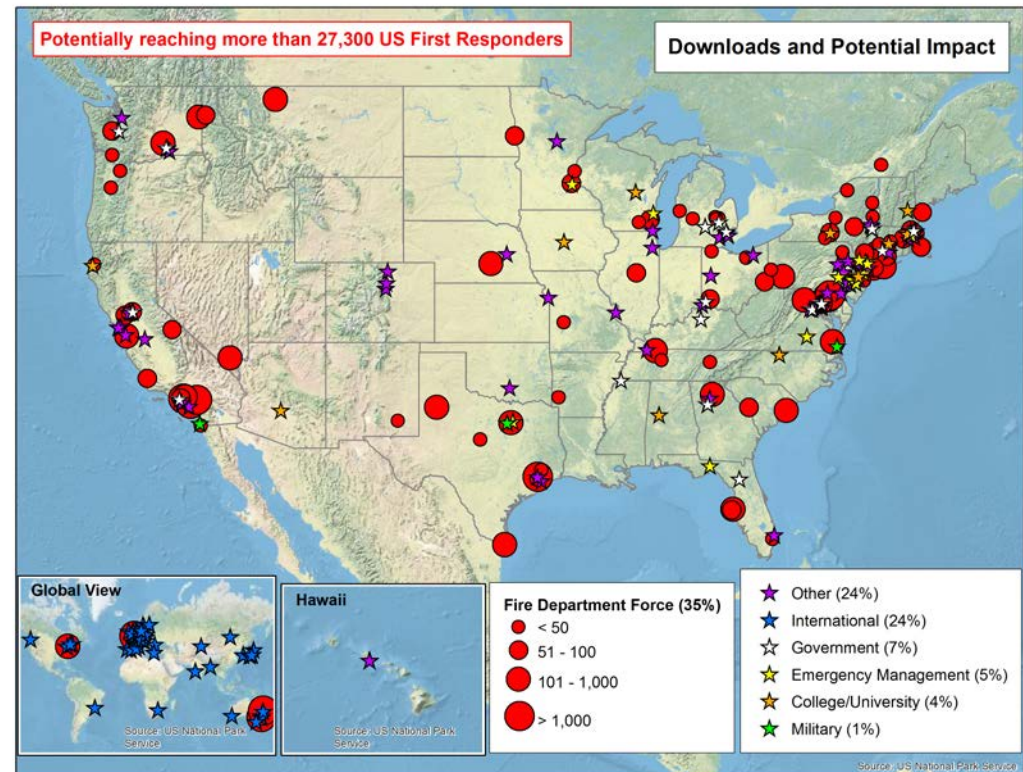 Potentially reaching more than 27,300 US First Responders
Downloads and Potential Impact
Global View
Source: US National Park
Service
Hawaii
Source: US National Park
Service
Fire Department Force (35%)
< 50
51 - 100
101 - 1,000
> 1,000
Other (24%)
International (24%)
Government (7%)
Emergency Management (5%)
College/University (4%)
Military (1%)
Source: US National Park Service